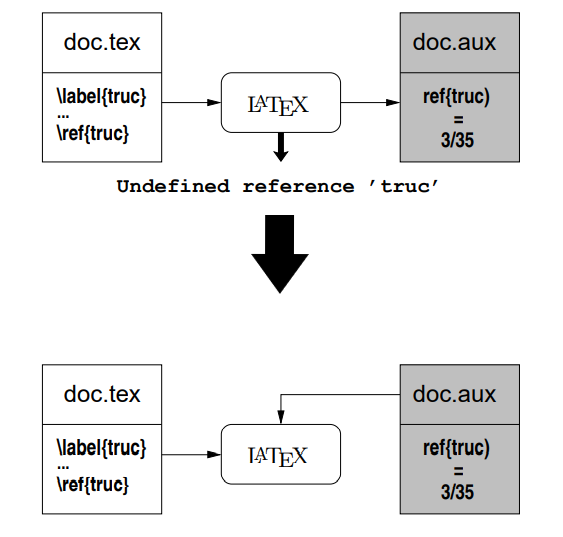 doc.tex
\label{truc}
...
\ref{truc}
LATEX
doc.aux
ref{truc)
=
3/35
Undefined reference ’truc’
doc.tex
\label{truc}
...
\ref{truc}
LATEX
doc.aux
ref{truc)
=
3/35